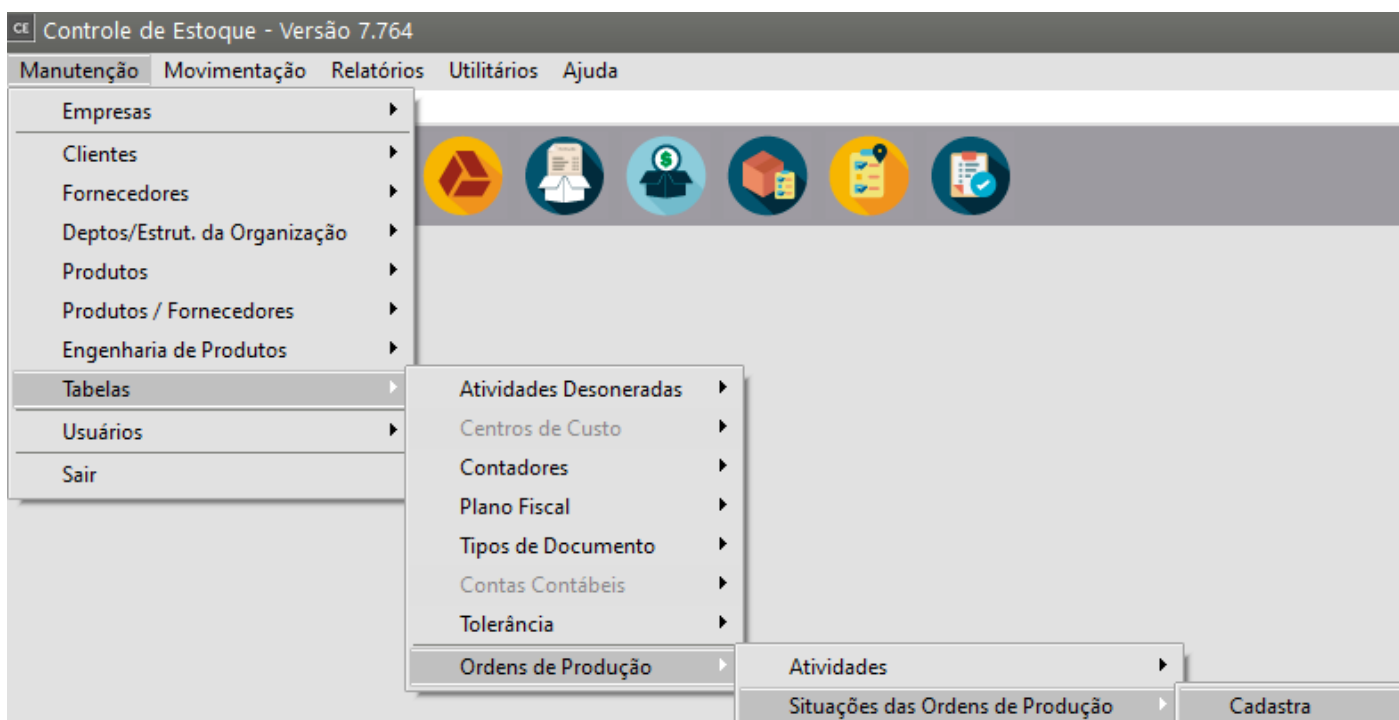 CE Controle de Estoque - Versão 7.764
Manutenção Movimentação Relatórios Utilitários Ajuda
Empresas
Clientes
Fornecedores
Deptos/Estrut. da Organização
Produtos
Produtos / Fornecedores
Engenharia de Produtos
Tabelas
Usuários
Sair
Atividades Desoneradas
Centros de Custo
Contadores
Plano Fiscal
Tipos de Documento
Contas Contábeis
Tolerância
Ordens de Produção
Atividades
Situações das Ordens de Produção
Cadastra